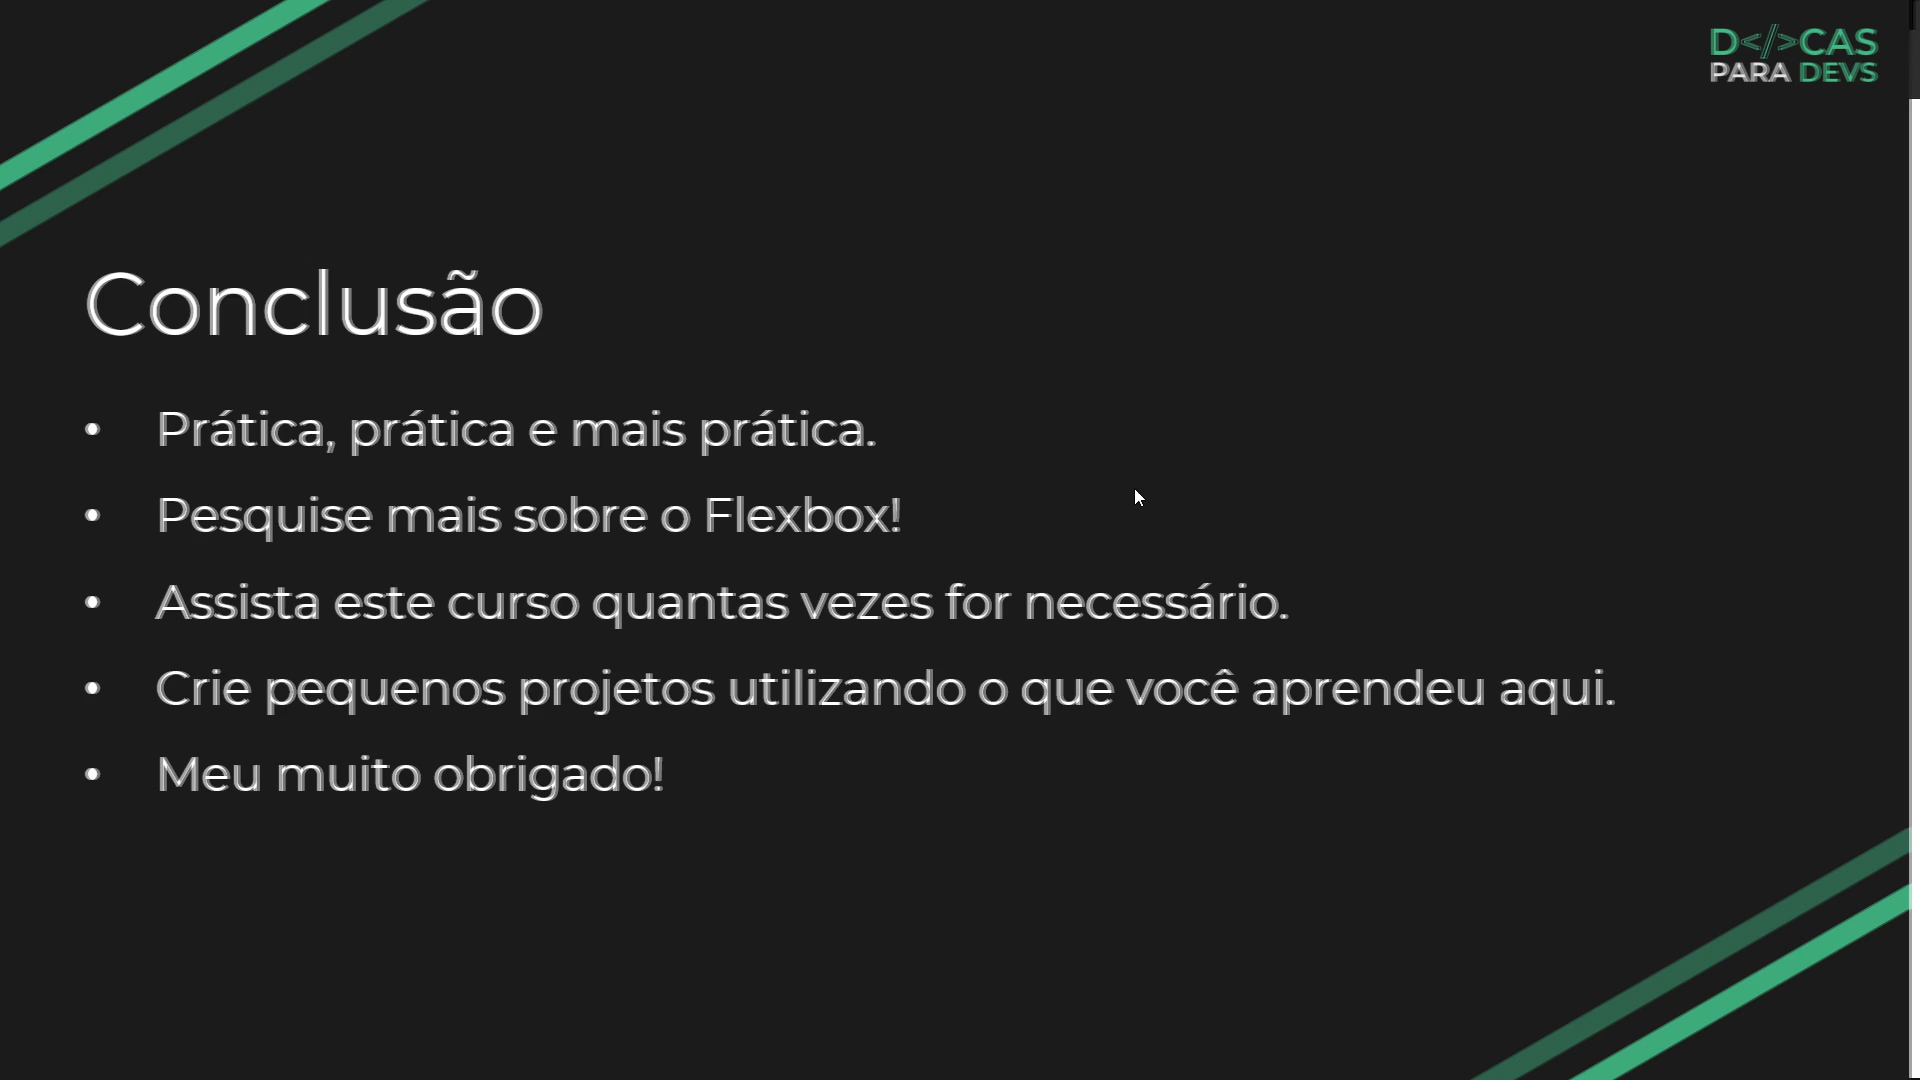 D</>CAS
PARA DEVS
Conclusão
• Prática, prática e mais prática.
• Pesquise mais sobre o Flexbox!
• Assista este curso quantas vezes for necessário.
• Crie pequenos projetos utilizando o que você aprendeu aqui.
• Meu muito obrigado!